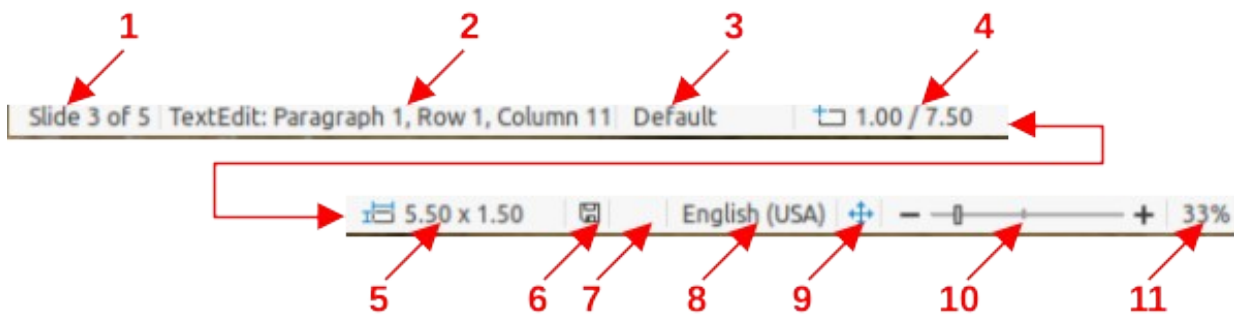 1 2 3 4
Slide 3 of 5 TextEdit: Paragraph 1, Row 1, Column 11 Default 1.00 / 7.50
5.50 x 1.50 English (USA) 33%
5 6 7 8 9 10 11